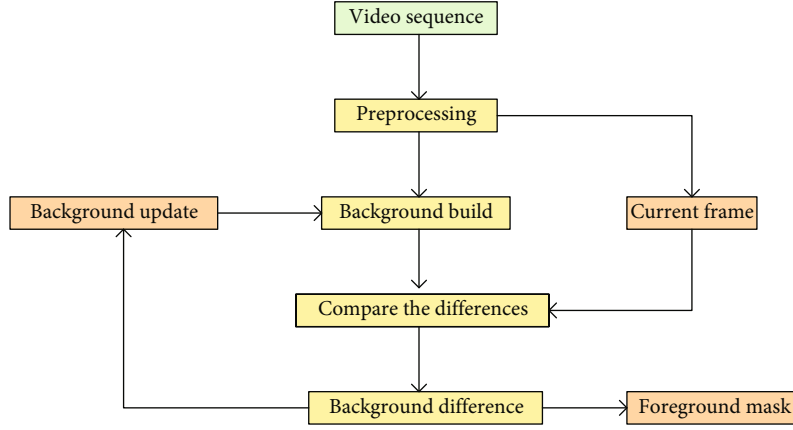 Video sequence
Preprocessing
Background update
Background build
Current frame
Compare the differences
Background difference
Foreground mask